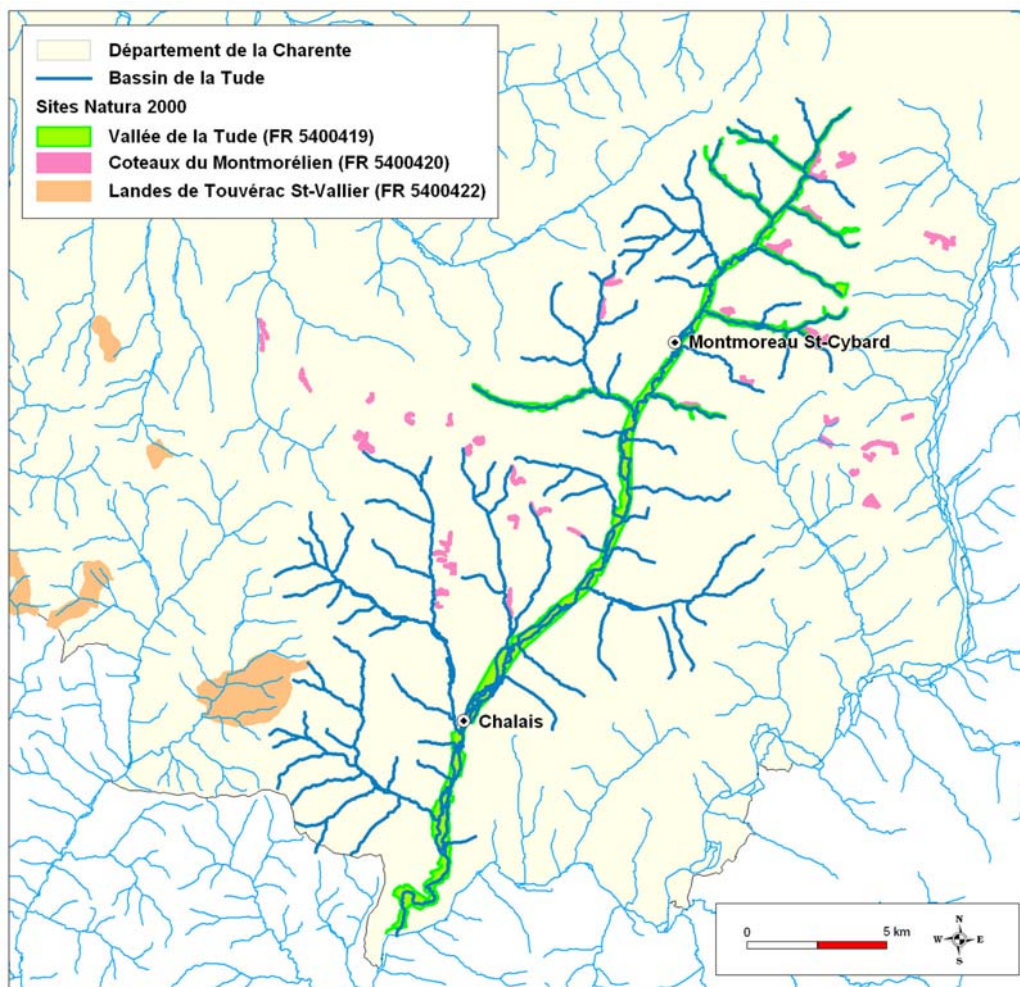 Département de la Charente
Bassin de la Tude
Sites Natura 2000
Vallée de la Tude (FR 5400419)
Coteaux du Montmorélien (FR 5400420)
Landes de Touvérac St-Vallier (FR 5400422)
Montmoreau St-Cybard
Chalais
0 5 km
N
W E
S